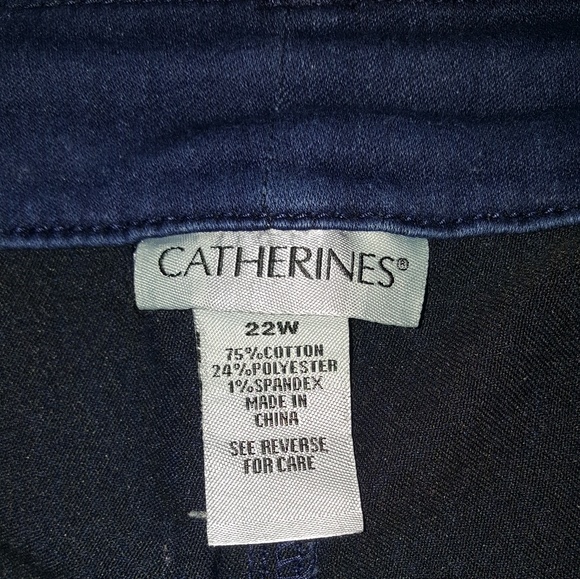 CATHERINES®
22W
75%COTTON
24%POLYESTER
1%SPANDEX
MADE IN
CHINA
SEE REVERSE
FOR CARE